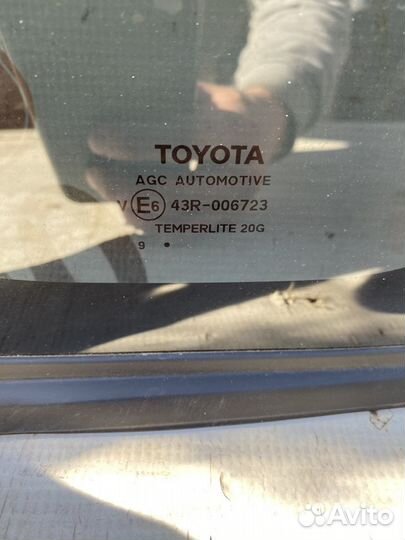 TOYOTA
AGC AUTOMOTIVE
V E6 43R-006723
TEMPERLITE 20G
9 •
Avito